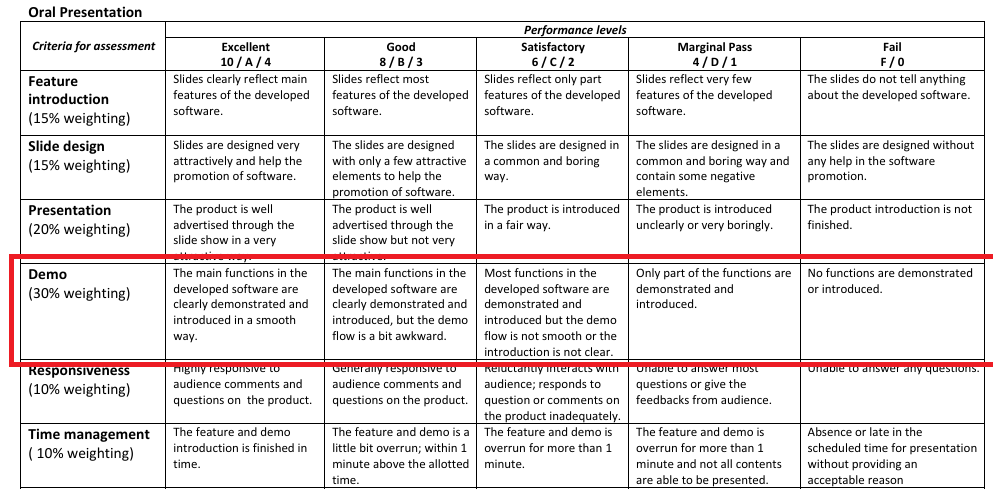 Oral Presentation
Criteria for assessment
Performance levels
Excellent
10 / A / 4
Good
8 / B / 3
Satisfactory
6 / C / 2
Marginal Pass
4 / D / 1
Fail
F / 0
Feature
introduction
(15% weighting)
Slides clearly reflect main
features of the developed
software.
Slides reflect most
features of the developed
software.
Slides reflect only part
features of the developed
software.
Slides reflect very few
features of the developed
software.
The slides do not tell anything
about the developed software.
Slide design
(15% weighting)
Slides are designed very
attractively and help the
promotion of software.
The slides are designed
with only a few attractive
elements to help the
promotion of software.
The slides are designed in
a common and boring
way.
The slides are designed in a
common and boring way and
contain some negative
elements.
The slides are designed without
any help in the software
promotion.
Presentation
(20% weighting)
The product is well
advertised through the
slide show in a very
attractive way.
The product is well
advertised through the
slide show but not very
attractive.
The product is introduced
in a fair way.
The product is introduced
unclearly or very boringly.
The product introduction is not
finished.
Demo
(30% weighting)
The main functions in the
developed software are
clearly demonstrated and
introduced in a smooth
way.
The main functions in the
developed software are
clearly demonstrated and
introduced, but the demo
flow is a bit awkward.
Most functions in the
developed software are
demonstrated and
introduced but the demo
flow is not smooth or the
introduction is not clear.
Only part of the functions are
demonstrated and
introduced.
No functions are demonstrated
or introduced.
Responsiveness
(10% weighting)
Highly responsive to
audience comments and
questions on the product.
Generally responsive to
audience comments and
questions on the product.
Reluctantly interacts with
audience; responds to
question or comments on
the product inadequately.
Unable to answer most
questions or give the
feedbacks from audience.
Unable to answer any questions.
Time management
( 10% weighting)
The feature and demo
introduction is finished in
time.
The feature and demo is a
little bit overrun; within 1
minute above the allotted
time.
The feature and demo is
overrun for more than 1
minute.
The feature and demo is
overrun for more than 1
minute and not all contents
are able to be presented.
Absence or late in the
scheduled time for presentation
without providing an
acceptable reason